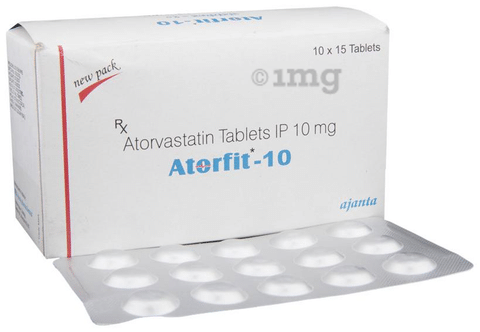 10 x 15 Tablets
new pack
© 1mg
Rx
Atorvastatin Tablets IP 10 mg
Atorfit*-10
ajanta